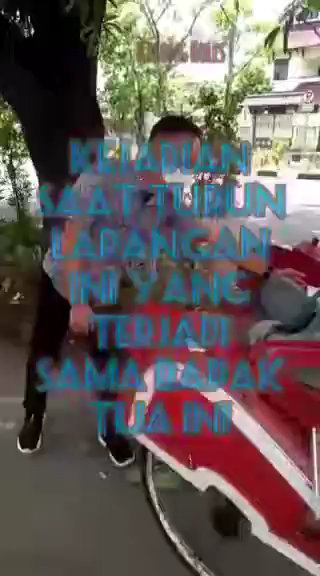 KEJADIAN
SAAT TURUN
LAPANGAN
INI YANG
TERJADI
SAMA BAPAK
TUA INI